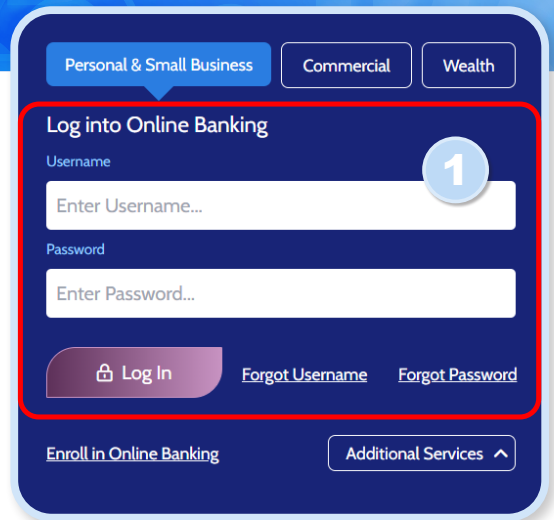 Personal & Small Business Commercial Wealth
Log into Online Banking
Username
1
Enter Username...
Password
Enter Password...
Log In Forgot Username Forgot Password
Enroll in Online Banking Additional Services